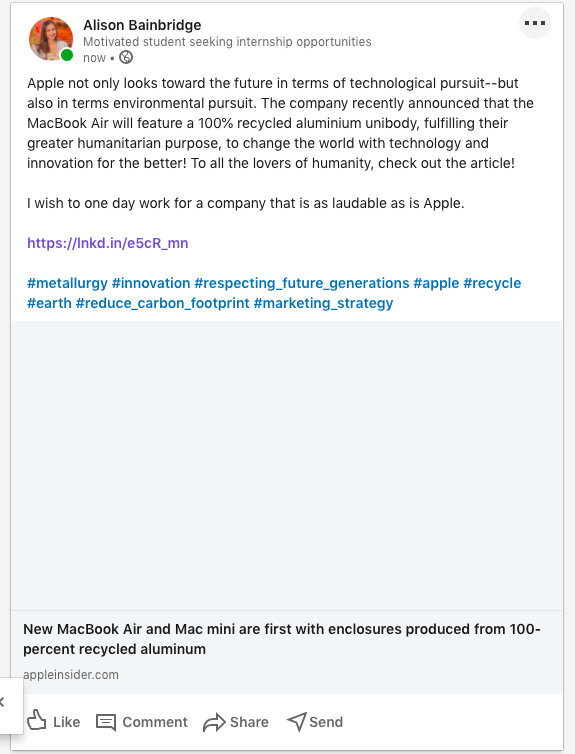 Alison Bainbridge
Motivated student seeking internship opportunities
now •
Apple not only looks toward the future in terms of technological pursuit--but
also in terms environmental pursuit. The company recently announced that the
MacBook Air will feature a 100% recycled aluminium unibody, fulfilling their
greater humanitarian purpose, to change the world with technology and
innovation for the better! To all the lovers of humanity, check out the article!
I wish to one day work for a company that is as laudable as is Apple.
https://lnkd.in/e5cR_mn
#metallurgy #innovation #respecting_future_generations #apple #recycle
#earth #reduce_carbon_footprint #marketing_strategy
New MacBook Air and Mac mini are first with enclosures produced from 100-
percent recycled aluminum
appleinsider.com
Like Comment Share Send